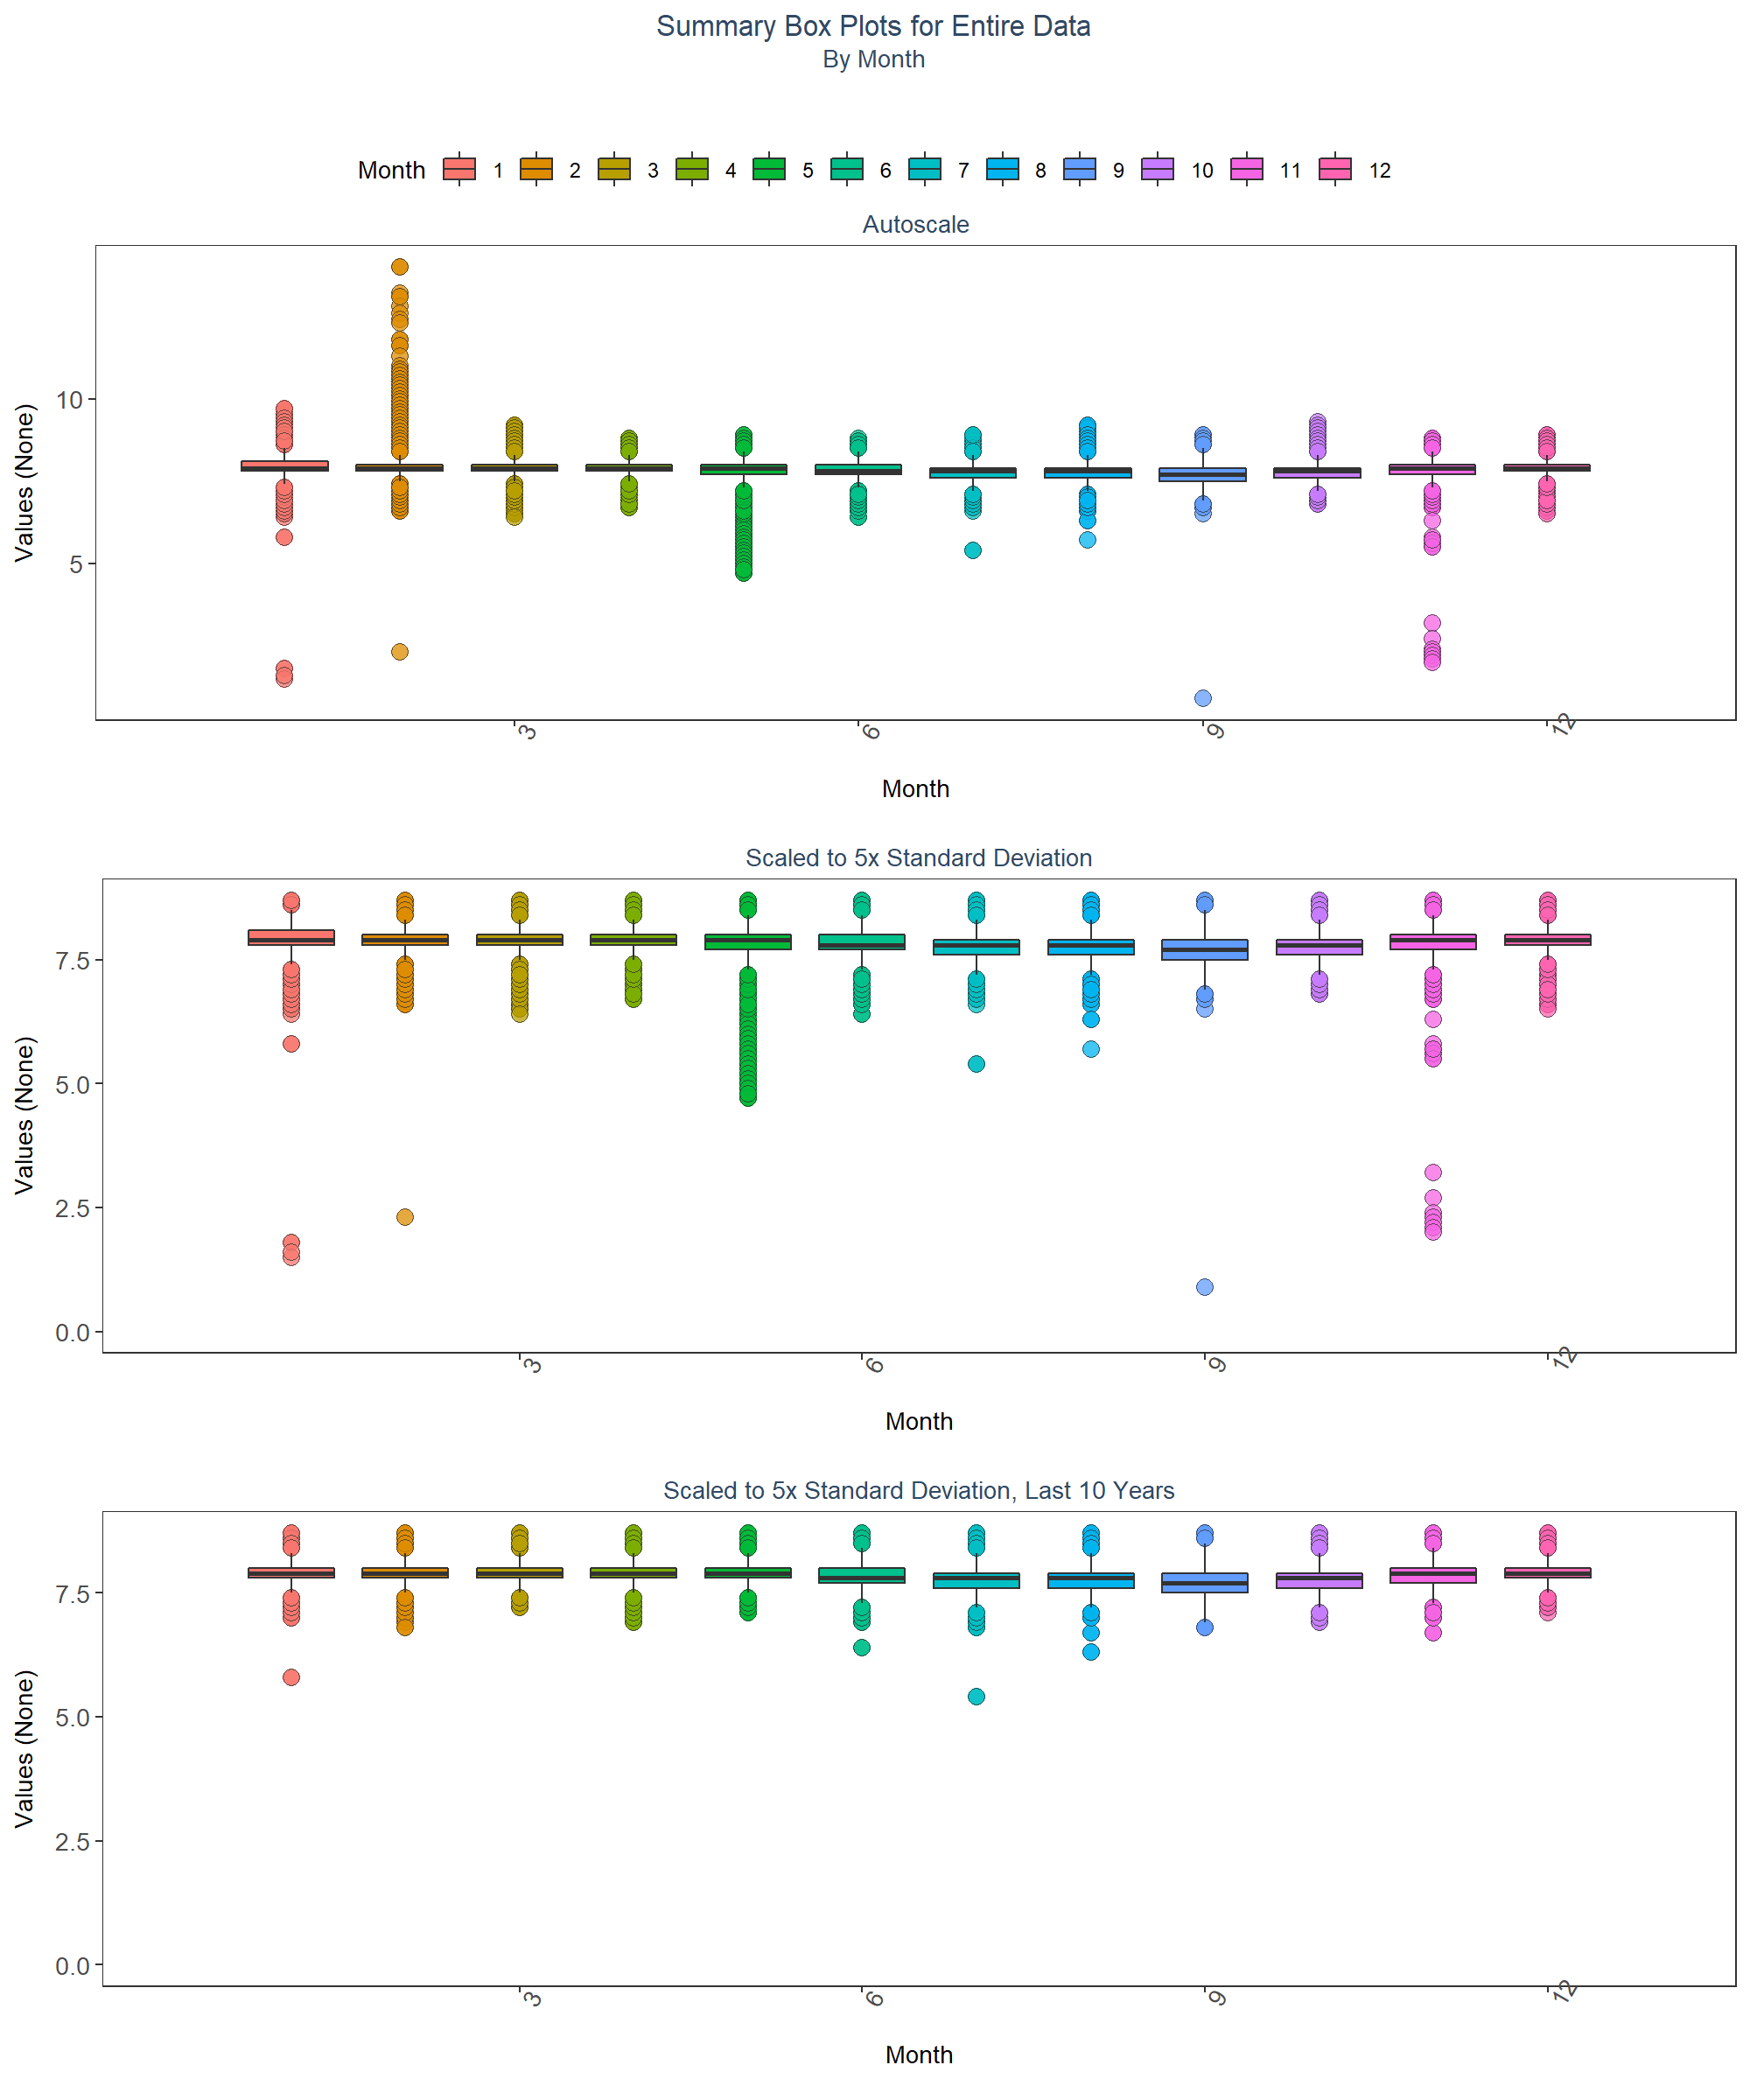 Summary Box Plots for Entire Data
By Month
Month 1 2 3 4 5 6 7 8 9 10 11 12
Autoscale
Values (None)
10
5
3 6 9 12
Month
Scaled to 5x Standard Deviation
Values (None)
7.5
5.0
2.5
0.0
3 6 9 12
Month
Scaled to 5x Standard Deviation, Last 10 Years
Values (None)
7.5
5.0
2.5
0.0
3 6 9 12
Month